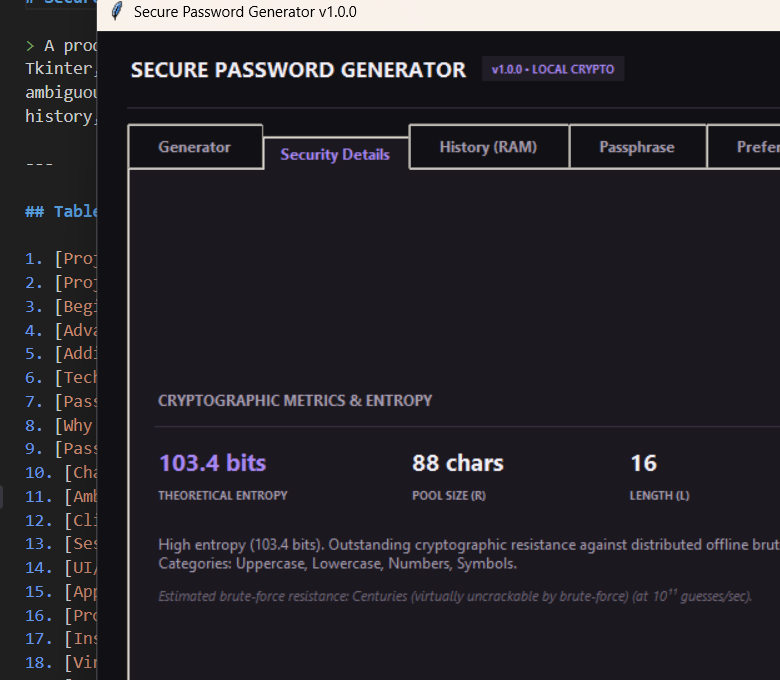 Secure Password Generator v1.0.0
SECURE PASSWORD GENERATOR
v1.0.0 • LOCAL CRYPTO
Generator
Security Details
History (RAM)
Passphrase
Prefer
CRYPTOGRAPHIC METRICS & ENTROPY
103.4 bits
88 chars
16
THEORETICAL ENTROPY
POOL SIZE (R)
LENGTH (L)
High entropy (103.4 bits). Outstanding cryptographic resistance against distributed offline brut
Categories: Uppercase, Lowercase, Numbers, Symbols.
Estimated brute-force resistance: Centuries (virtually uncrackable by brute-force) (at 10¹¹ guesses/sec).
> A prod
Tkinter,
ambiguou
history,
---
## Table
1. [Proj
2. [Proj
3. [Begi
4. [Adva
5. [Addi
6. [Tech
7. [Pass
8. [Why
9. [Pass
10. [Cha
11. [Amb
12. [Cli
13. [Ses
14. [UI/
15. [App
16. [Pro
17. [Ins
18. [Vir